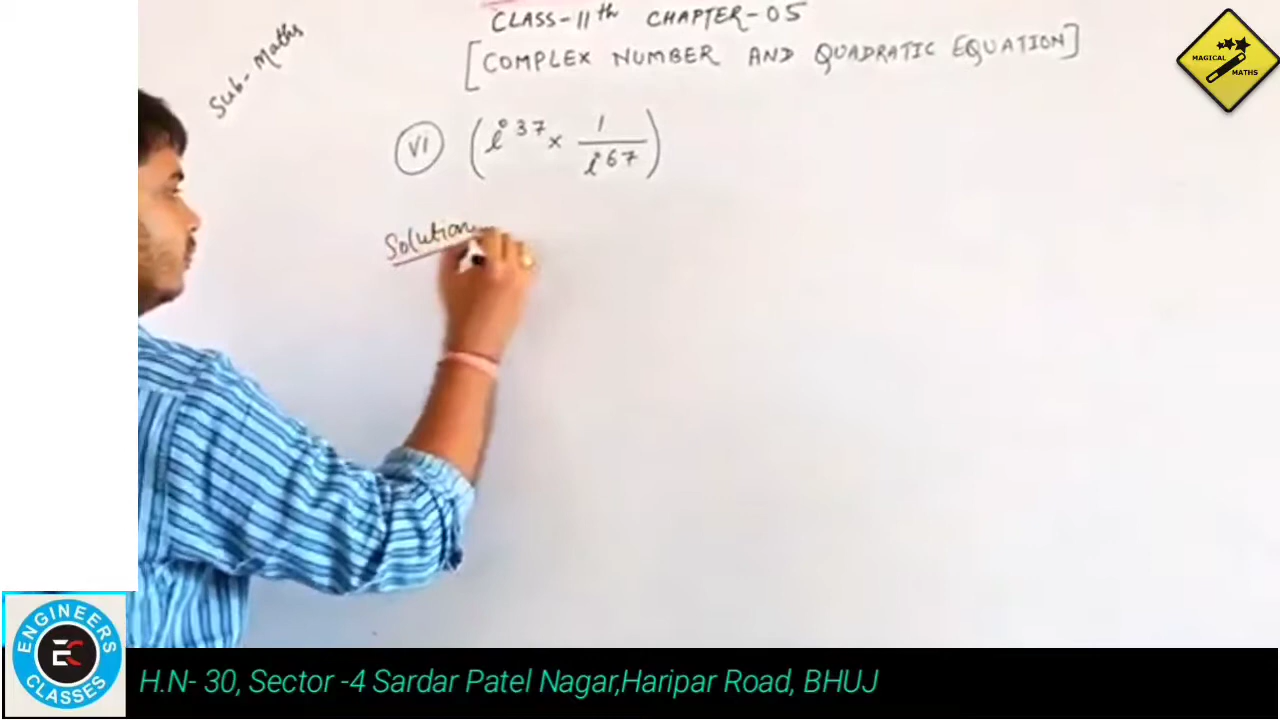 CLASS-11th CHAPTER-05
[COMPLEX NUMBER AND QUADRATIC EQUATION]
Sub- Maths
MAGICAL MATHS
VI (i^37 × 1/i^67)
Solution
ENGINEERS
EC
CLASSES
H.N- 30, Sector -4 Sardar Patel Nagar,Haripar Road, BHUJ